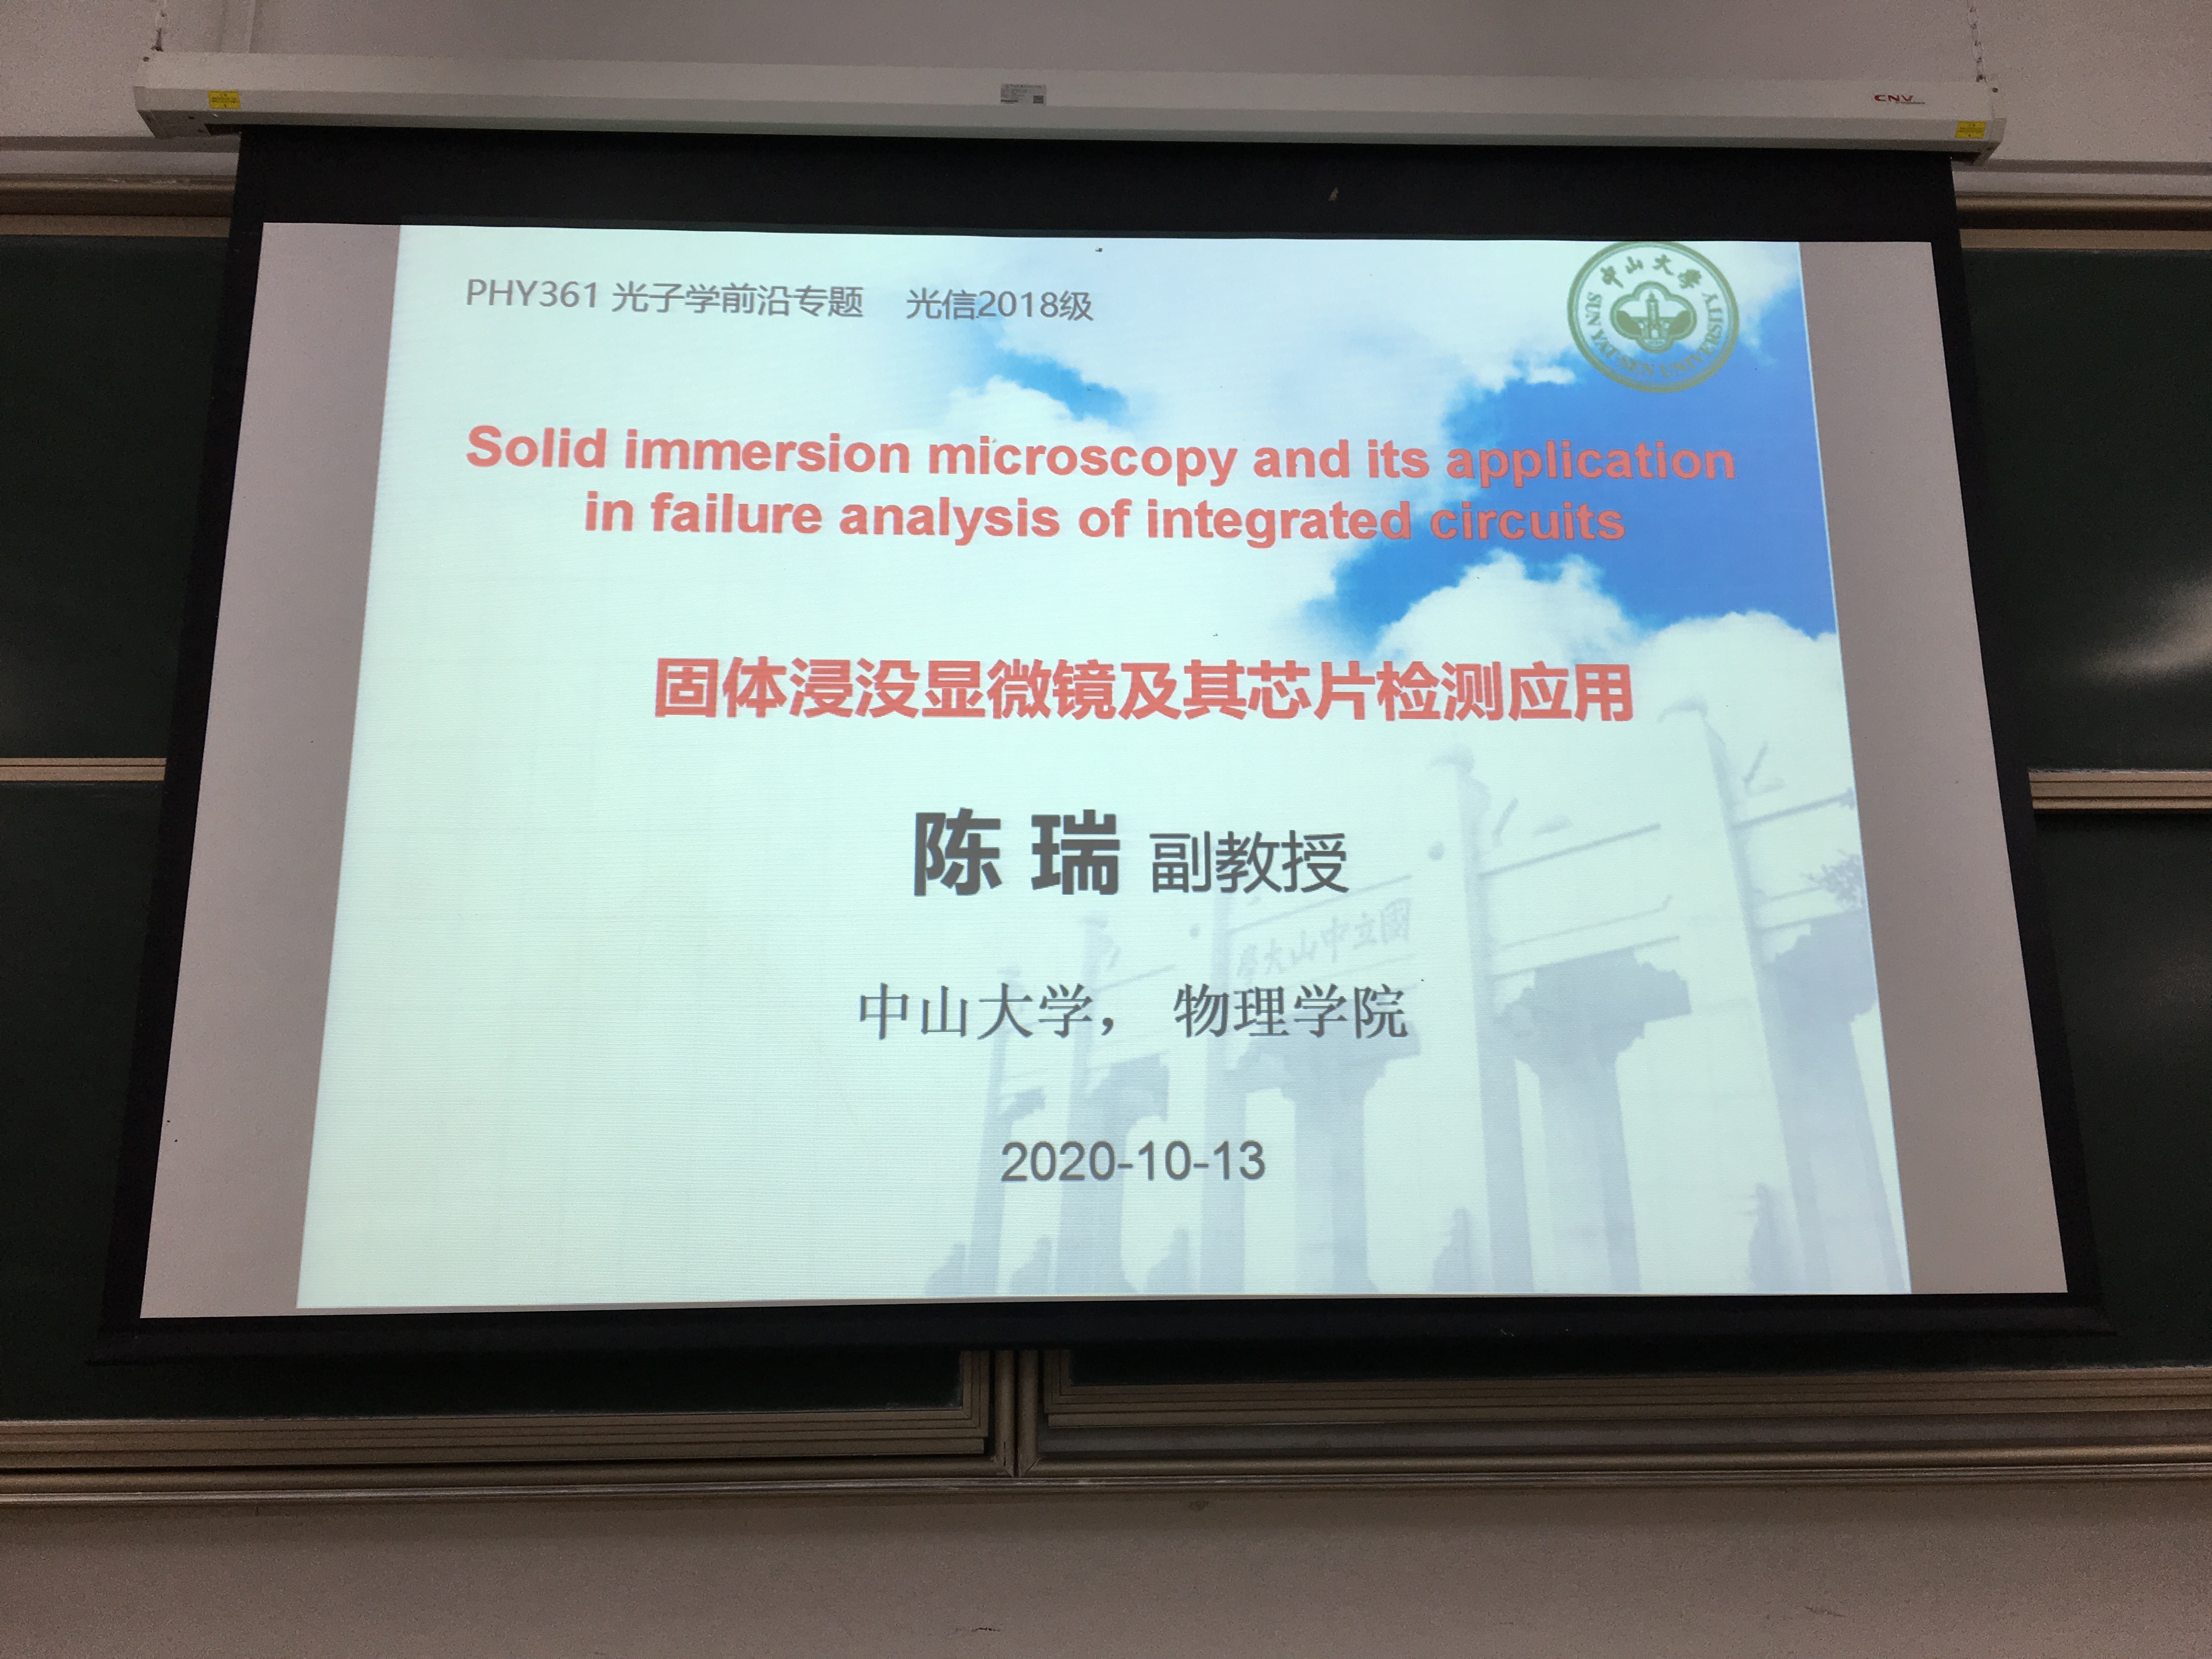 CNV
PHY361 光子学前沿专题 光信2018级
中山大学
SUN YAT-SEN UNIVERSITY
Solid immersion microscopy and its application
in failure analysis of integrated circuits
固体浸没显微镜及其芯片检测应用
陈 瑞 副教授
國立中山大學
中山大学， 物理学院
2020-10-13